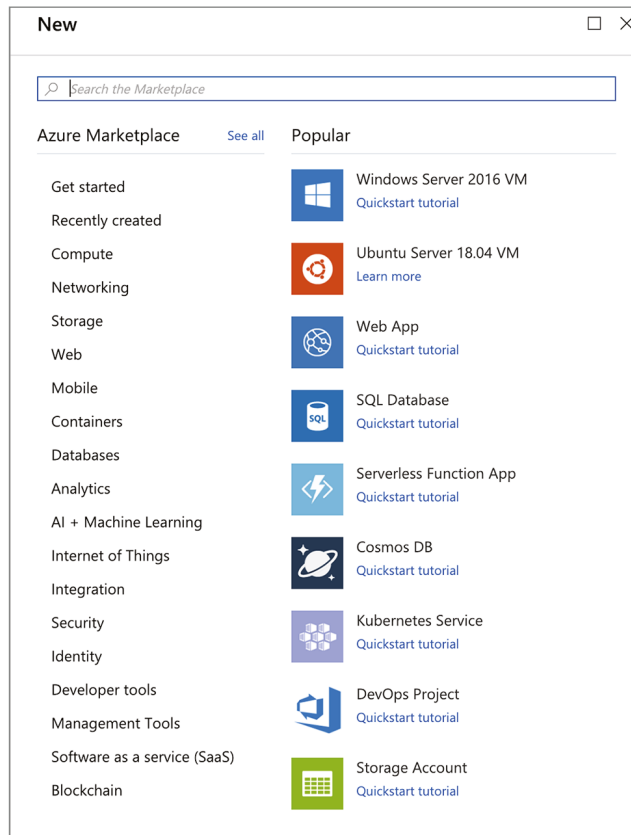 New
Search the Marketplace
Azure Marketplace See all
Get started
Recently created
Compute
Networking
Storage
Web
Mobile
Containers
Databases
Analytics
AI + Machine Learning
Internet of Things
Integration
Security
Identity
Developer tools
Management Tools
Software as a service (SaaS)
Blockchain
Popular
Windows Server 2016 VM
Quickstart tutorial
Ubuntu Server 18.04 VM
Learn more
Web App
Quickstart tutorial
SQL Database
Quickstart tutorial
SQL
Serverless Function App
Quickstart tutorial
Cosmos DB
Quickstart tutorial
Kubernetes Service
Quickstart tutorial
DevOps Project
Quickstart tutorial
Storage Account
Quickstart tutorial